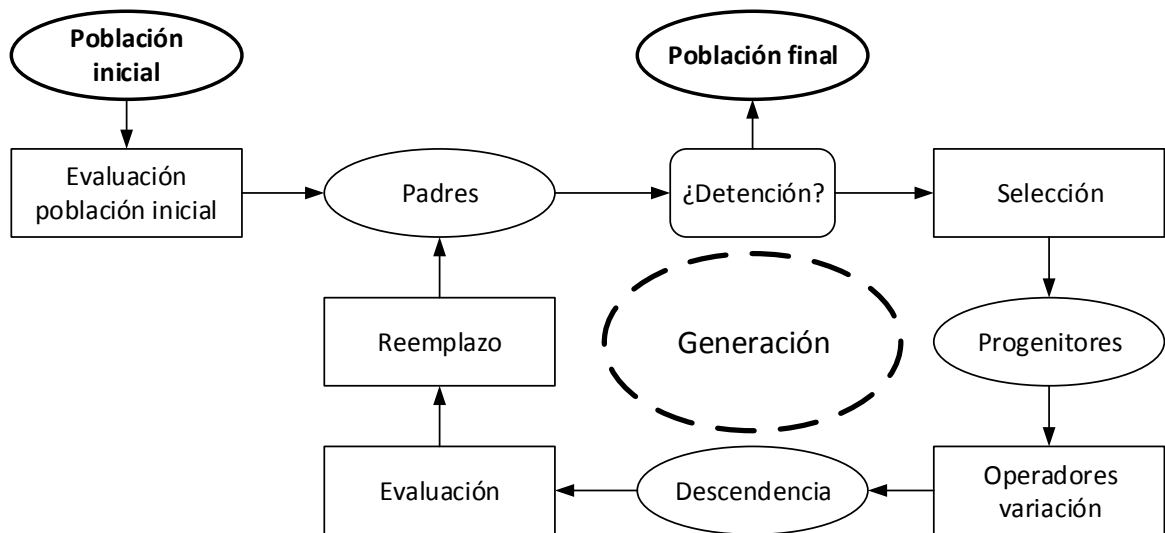 Población
inicial
Población final
Evaluación
población inicial
Padres
¿Detención?
Selección
Reemplazo
Generación
Progenitores
Evaluación
Descendencia
Operadores
variación